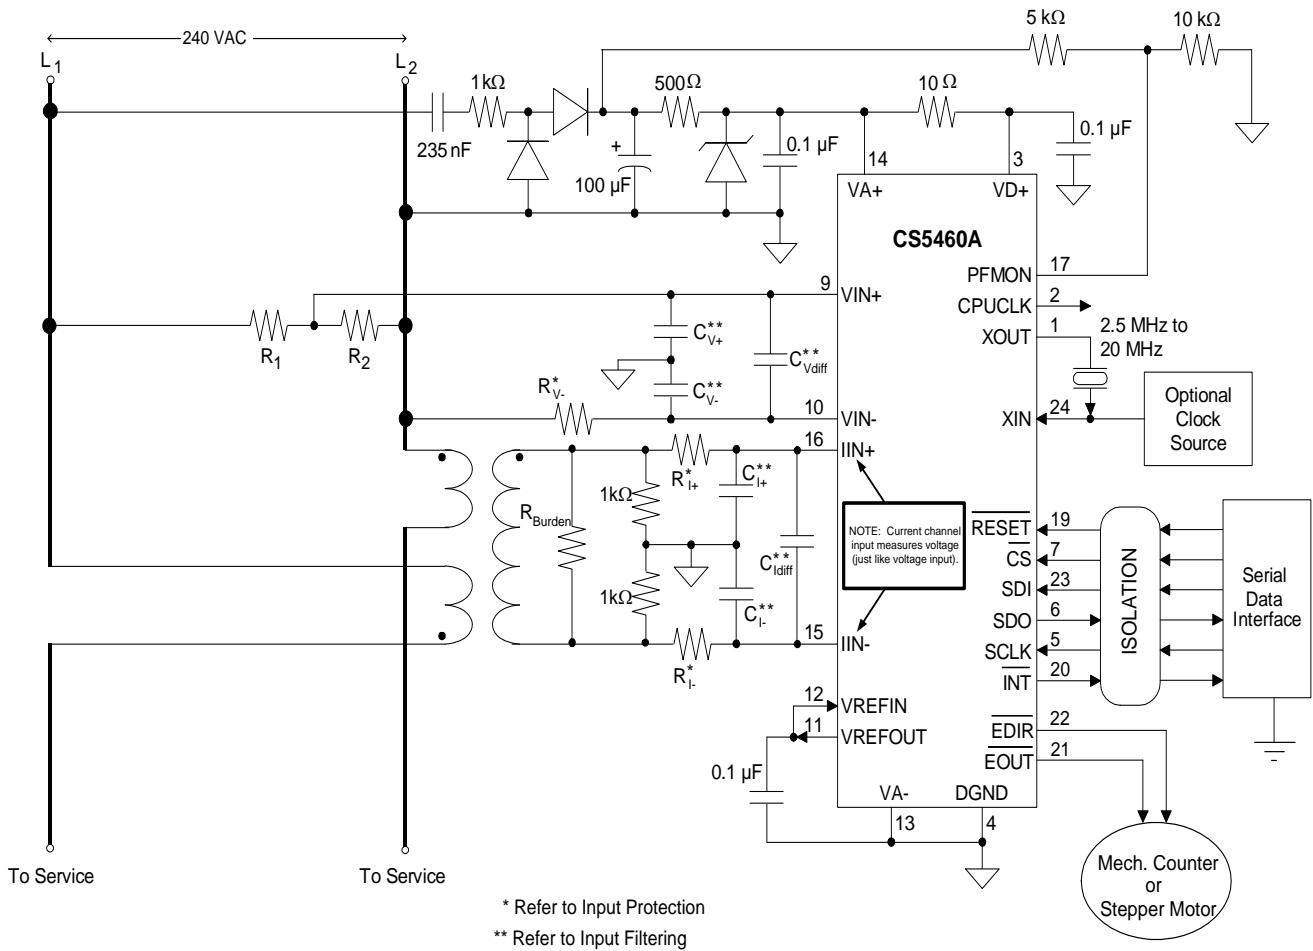 5 kΩ
10 kΩ
240 VAC
L1
L2
1kΩ
500Ω
10 Ω
235 nF
+
100 µF
0.1 µF
0.1 µF
14
3
VA+
VD+
CS5460A
PFMON
17
9
VIN+
CPUCLK
2
XOUT
1
2.5 MHz to
20 MHz
R1
R2
CV+**
CVdiff**
CV-**
RV-*
10
VIN-
XIN
24
Optional
Clock
Source
16
IIN+
RI+*
CI+**
1kΩ
RBurden
NOTE: Current channel
input measures voltage
(just like voltage input).
CIdiff**
1kΩ
CI-**
RI-*
15
IIN-
RESET
19
CS
7
SDI
23
SDO
6
SCLK
5
INT
20
ISOLATION
Serial
Data
Interface
12
VREFIN
11
VREFOUT
EDIR
22
EOUT
21
0.1 µF
VA-
DGND
13
4
Mech. Counter
or
Stepper Motor
To Service
To Service
* Refer to Input Protection
** Refer to Input Filtering